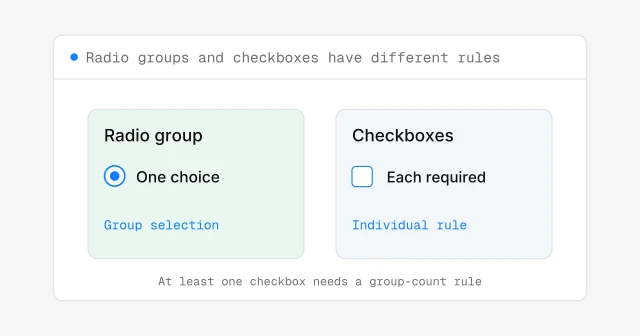 Radio groups and checkboxes have different rules
Radio group
One choice
Group selection
Checkboxes
Each required
Individual rule
At least one checkbox needs a group-count rule